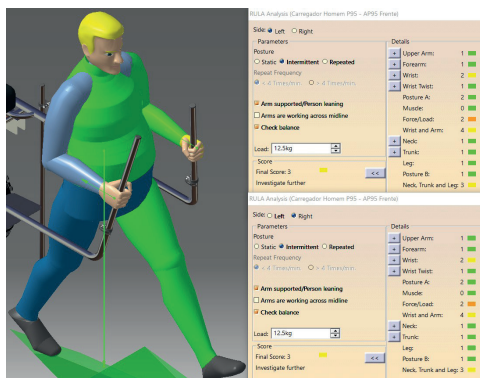 RULA Analysis (Carregador Homem P95 – AP95 Frente)
Side: Left Right
Parameters
Posture
Static Intermittent Repeated
Repeat Frequency
< 4 Times/min. > 4 Times/min.
Arm supported/Person leaning
Arms are working across midline
Check balance
Load: 12.5kg
Score
Final Score: 3
Investigate further
<<
Details
+ Upper Arm: 1
+ Forearm: 1
+ Wrist: 2
+ Wrist Twist: 1
Posture A: 2
Muscle: 0
Force/Load: 2
Wrist and Arm: 4
+ Neck: 1
+ Trunk: 1
Leg: 1
Posture B: 1
Neck, Trunk and Leg: 3
RULA Analysis (Carregador Homem P95 – AP95 Frente)
Side: Left Right
Parameters
Posture
Static Intermittent Repeated
Repeat Frequency
< 4 Times/min. > 4 Times/min.
Arm supported/Person leaning
Arms are working across midline
Check balance
Load: 12.5kg
Score
Final Score: 3
Investigate further
<<
Details
+ Upper Arm: 1
+ Forearm: 1
+ Wrist: 2
+ Wrist Twist: 1
Posture A: 2
Muscle: 0
Force/Load: 2
Wrist and Arm: 4
+ Neck: 1
+ Trunk: 1
Leg: 1
Posture B: 1
Neck, Trunk and Leg: 3